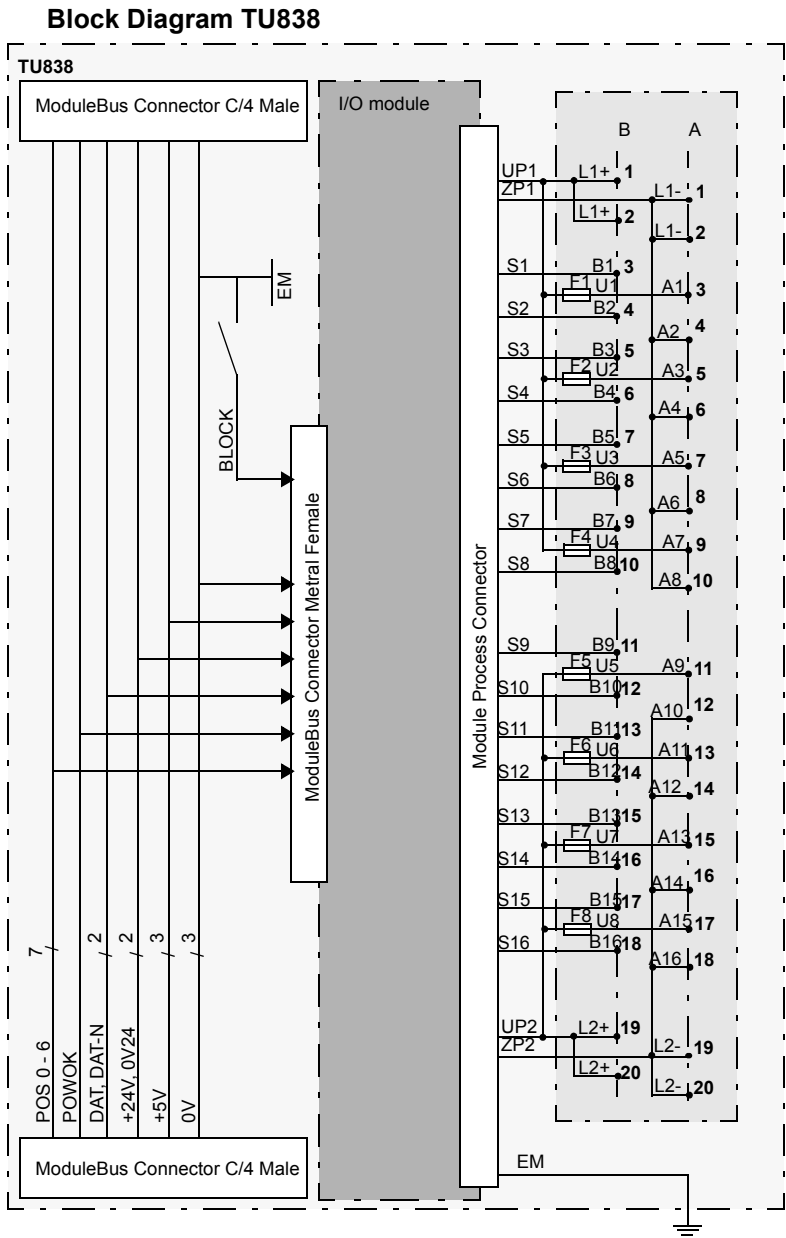 Block Diagram TU838
TU838
ModuleBus Connector C/4 Male
I/O module
B
A
UP1
L1+
1
ZP1
L1-
1
L1+
2
L1-
2
S1
B1
3
F1
U1
A1
3
S2
B2
4
A2
4
S3
B3
5
F2
U2
A3
5
S4
B4
6
A4
6
S5
B5
7
F3
U3
A5
7
S6
B6
8
A6
8
S7
B7
9
F4
U4
A7
9
S8
B8
10
A8
10
S9
B9
11
F5
U5
A9
11
S10
B10
12
A10
12
S11
B11
13
F6
U6
A11
13
S12
B12
14
A12
14
S13
B13
15
F7
U7
A13
15
S14
B14
16
A14
16
S15
B15
17
F8
U8
A15
17
S16
B16
18
A16
18
UP2
L2+
19
ZP2
L2-
19
L2+
20
L2-
20
EM
EM
BLOCK
ModuleBus Connector Metral Female
Module Process Connector
7
2
2
3
3
POS 0 - 6
POWOK
DAT, DAT-N
+24V, 0V24
+5V
0V
ModuleBus Connector C/4 Male